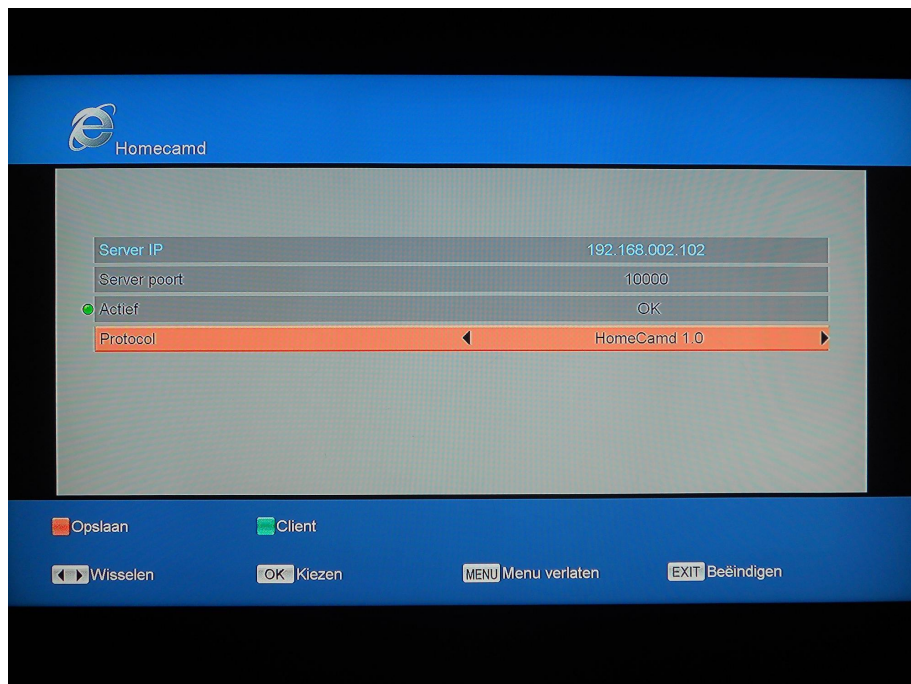 Homecamd
Server IP 192.168.002.102
Server poort 10000
Actief OK
Protocol HomeCamd 1.0
Opslaan Client
Wisselen OK Kiezen MENU Menu verlaten EXIT Beëindigen